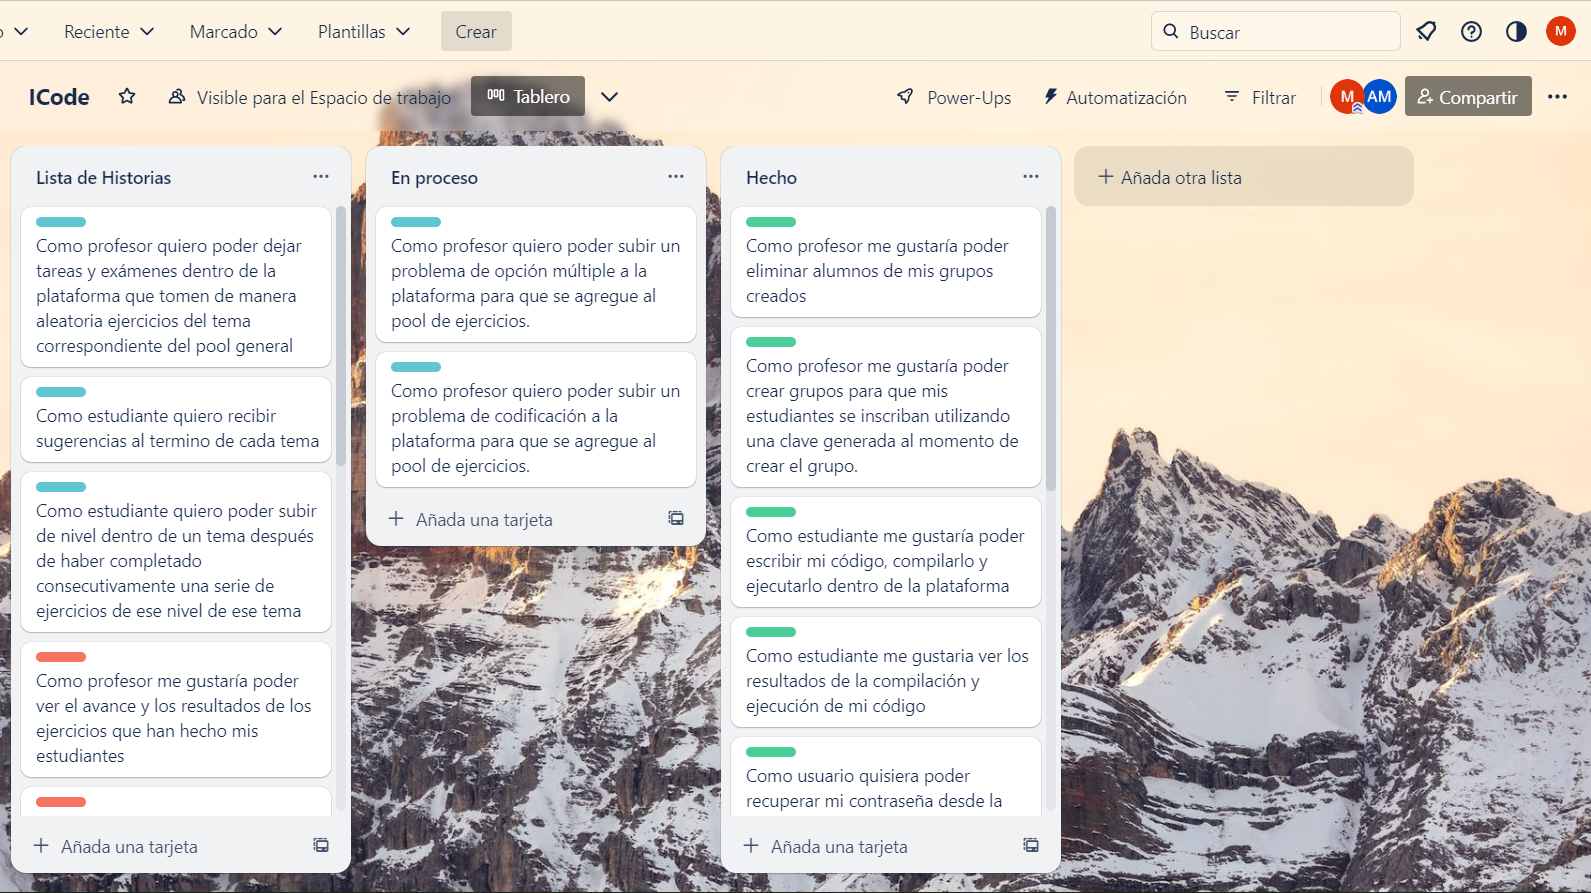 Reciente
Marcado
Plantillas
Crear
Buscar
M
ICode
Visible para el Espacio de trabajo
Tablero
Power-Ups
Automatización
Filtrar
M
AM
Compartir
Lista de Historias
Como profesor quiero poder dejar
tareas y exámenes dentro de la
plataforma que tomen de manera
aleatoria ejercicios del tema
correspondiente del pool general
Como estudiante quiero recibir
sugerencias al termino de cada tema
Como estudiante quiero poder subir
de nivel dentro de un tema después
de haber completado
consecutivamente una serie de
ejercicios de ese nivel de ese tema
Como profesor me gustaría poder
ver el avance y los resultados de los
ejercicios que han hecho mis
estudiantes
Añada una tarjeta
En proceso
Como profesor quiero poder subir un
problema de opción múltiple a la
plataforma para que se agregue al
pool de ejercicios.
Como profesor quiero poder subir un
problema de codificación a la
plataforma para que se agregue al
pool de ejercicios.
Añada una tarjeta
Hecho
Como profesor me gustaría poder
eliminar alumnos de mis grupos
creados
Como profesor me gustaría poder
crear grupos para que mis
estudiantes se inscriban utilizando
una clave generada al momento de
crear el grupo.
Como estudiante me gustaría poder
escribir mi código, compilarlo y
ejecutarlo dentro de la plataforma
Como estudiante me gustaria ver los
resultados de la compilación y
ejecución de mi código
Como usuario quisiera poder
recuperar mi contraseña desde la
Añada una tarjeta
Añada otra lista